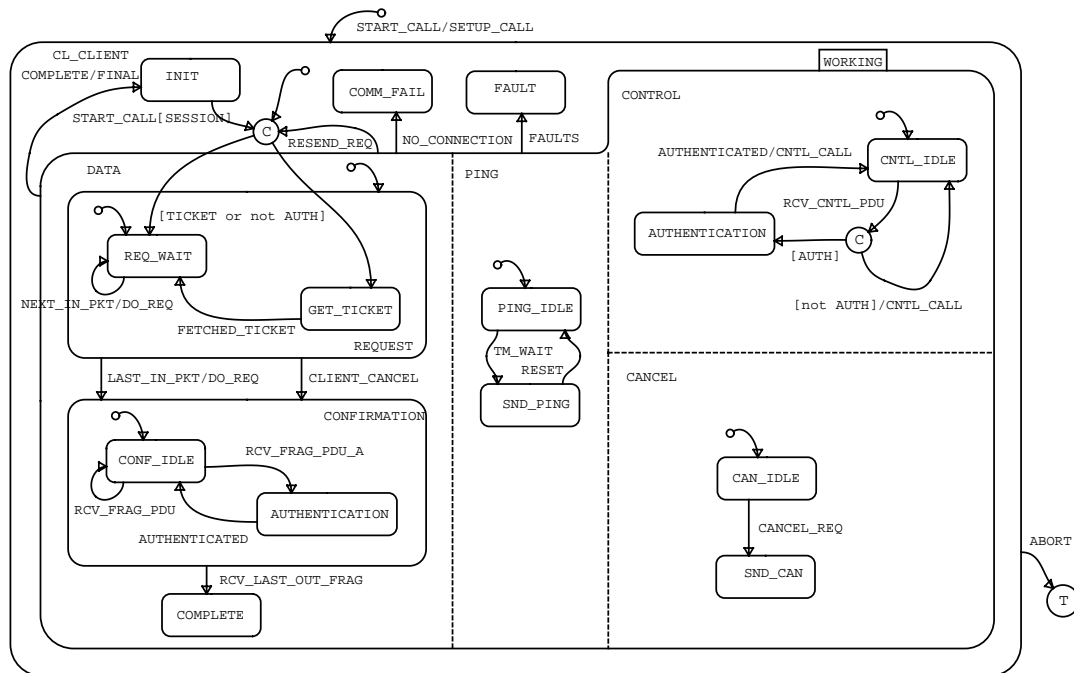 START_CALL/SETUP_CALL
CL_CLIENT
WORKING
COMPLETE/FINAL
INIT
COMM_FAIL
FAULT
CONTROL
START_CALL[SESSION]
C
RESEND_REQ
NO_CONNECTION
FAULTS
AUTHENTICATED/CNTL_CALL
CNTL_IDLE
DATA
PING
RCV_CNTL_PDU
[TICKET or not AUTH]
AUTHENTICATION
C
REQ_WAIT
[AUTH]
NEXT_IN_PKT/DO_REQ
GET_TICKET
PING_IDLE
[not AUTH]/CNTL_CALL
FETCHED_TICKET
REQUEST
TM_WAIT
RESET
LAST_IN_PKT/DO_REQ
CLIENT_CANCEL
CANCEL
SND_PING
CONFIRMATION
CONF_IDLE
RCV_FRAG_PDU_A
CAN_IDLE
RCV_FRAG_PDU
AUTHENTICATION
CANCEL_REQ
AUTHENTICATED
ABORT
RCV_LAST_OUT_FRAG
SND_CAN
T
COMPLETE